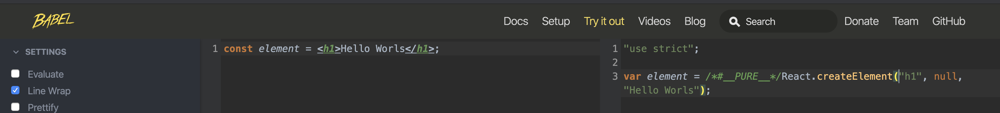 BABEL
Docs Setup Try it out Videos Blog Search Donate Team GitHub
SETTINGS
Evaluate
Line Wrap
Prettify
1 const element = <h1>Hello Worls</h1>;
1 "use strict";
2
3 var element = /*#__PURE__*/React.createElement("h1", null,
"Hello Worls");